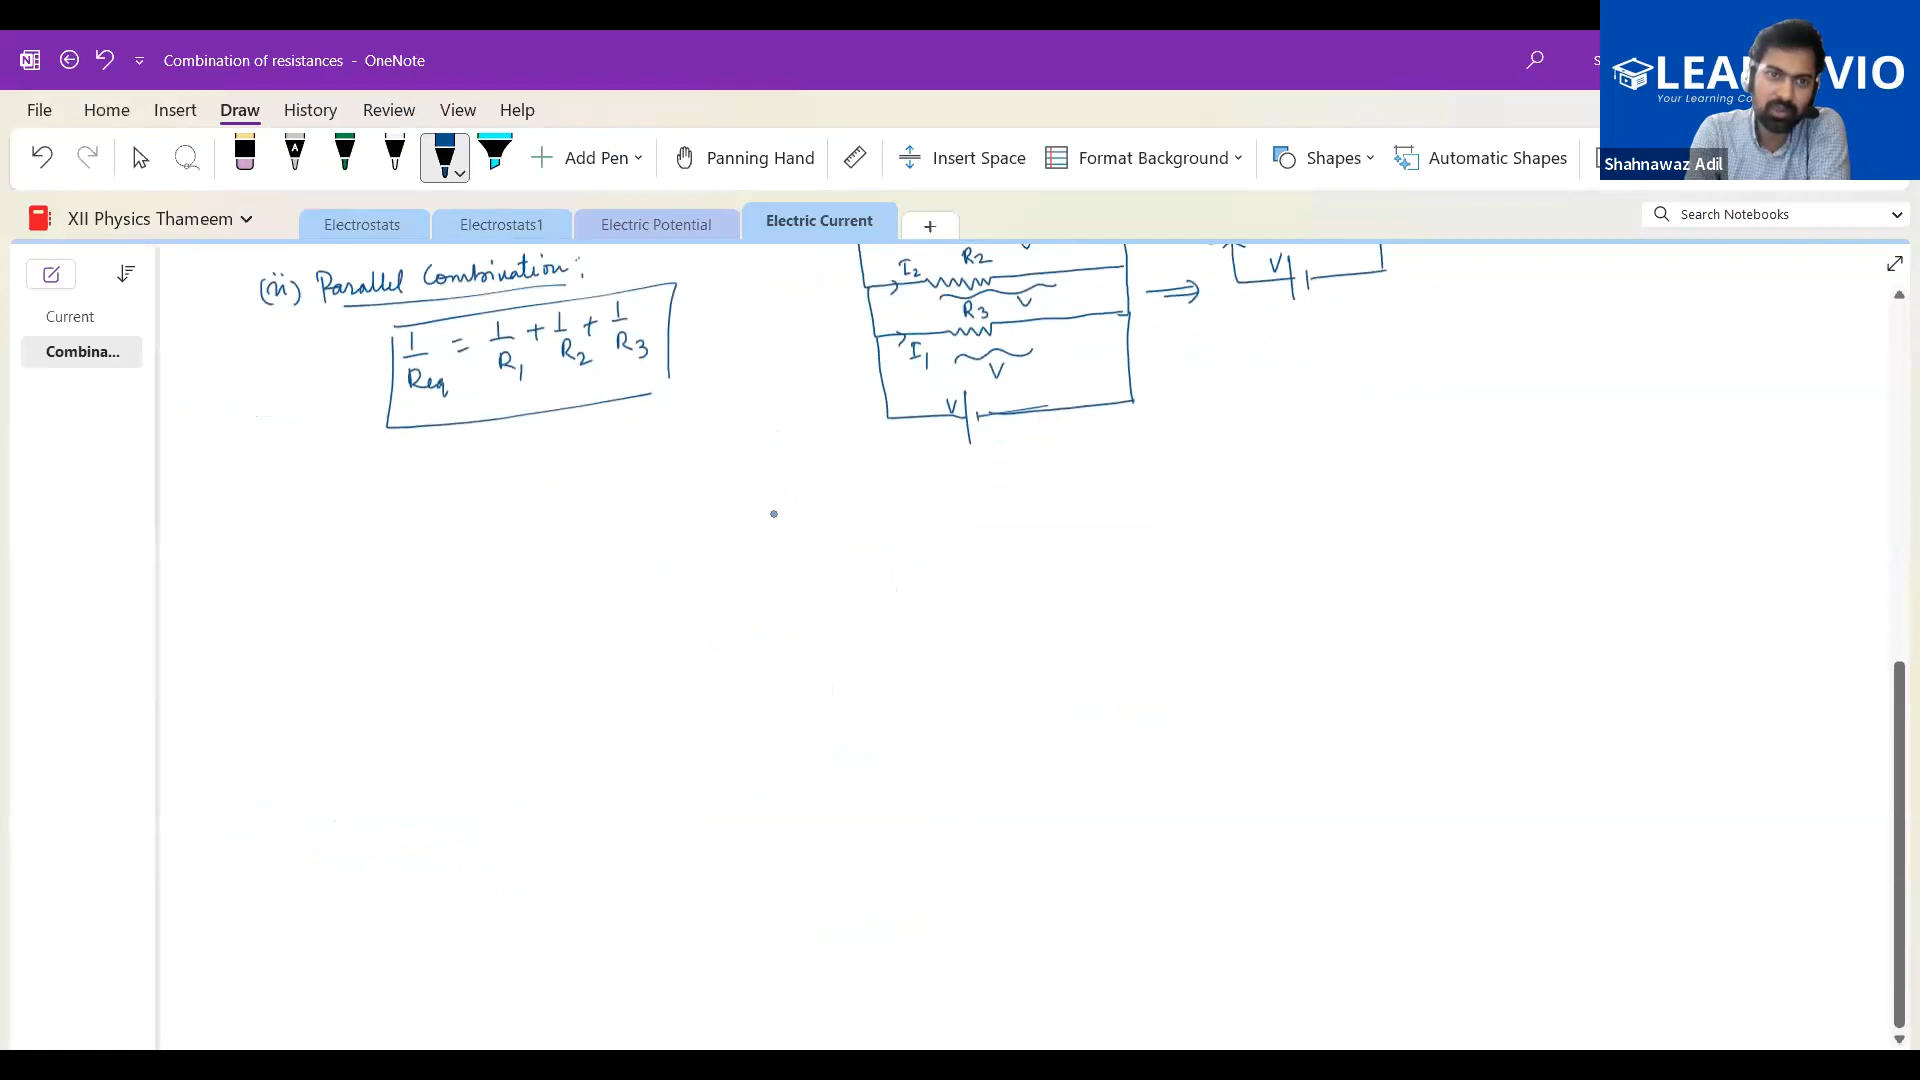 Combination of resistances - OneNote
S
LEA VIO
Your Learning Co
Shahnawaz Adil
File Home Insert Draw History Review View Help
A
Add Pen Panning Hand Insert Space Format Background Shapes Automatic Shapes
XII Physics Thameem
Electrostats Electrostats1 Electric Potential Electric Current +
Search Notebooks
Current
Combina...
(ii) Parallel Combination :
1/Req = 1/R1 + 1/R2 + 1/R3
I2 R2
V
R3
I1
V
V
V